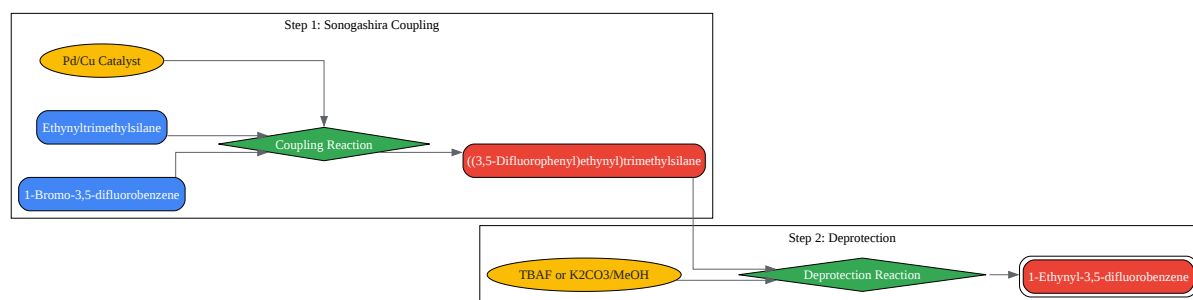 Step 1: Sonogashira Coupling
Pd/Cu Catalyst
Ethynyltrimethylsilane
Coupling Reaction
((3,5-Difluorophenyl)ethynyl)trimethylsilane
1-Bromo-3,5-difluorobenzene
Step 2: Deprotection
TBAF or K2CO3/MeOH
Deprotection Reaction
1-Ethynyl-3,5-difluorobenzene